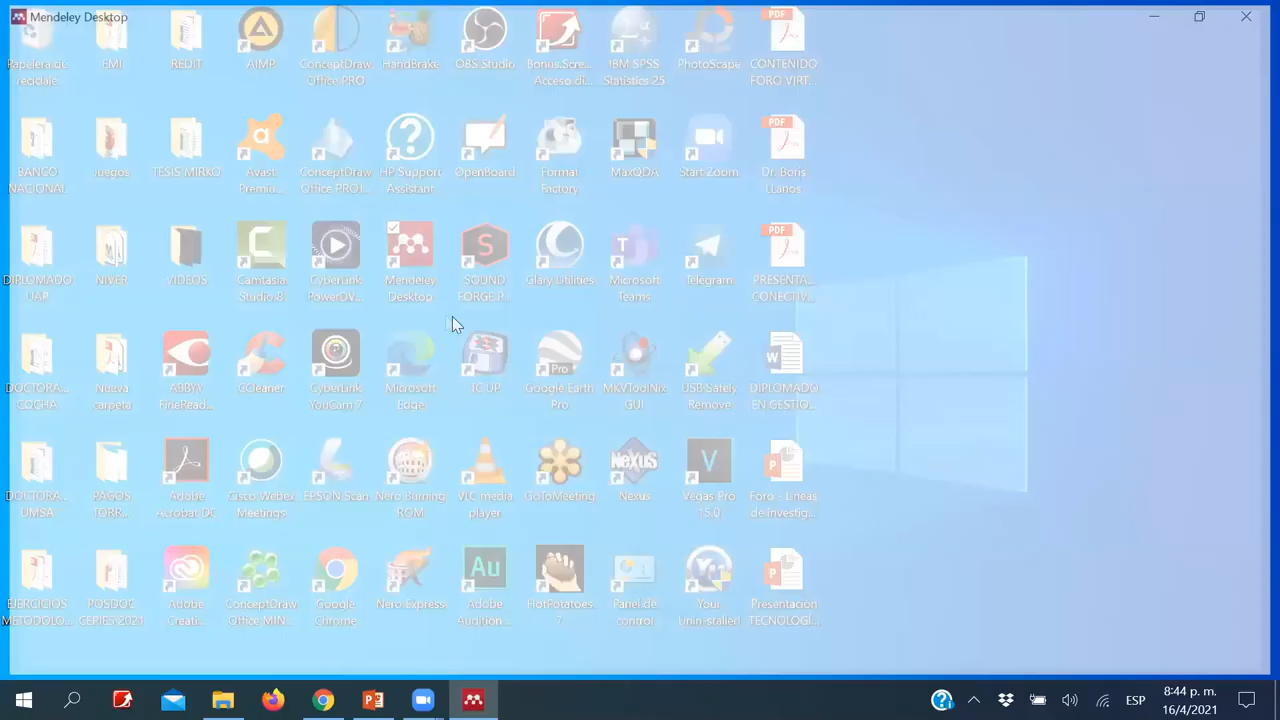 Mendeley Desktop
Papelera de reciclaje
EMI
REDIT
AIMP
ConceptDraw Office PRO
HandBrake
OBS Studio
Bonus.Scre... Acceso di...
IBM SPSS Statistics 25
PhotoScape
CONTENIDO FORO VIRT...
BANCO NACIONAL
Juegos
TESIS MIRKO
Avast Premiu...
ConceptDraw Office PROJ...
HP Support Assistant
OpenBoard
Format Factory
MaxQDA
Start Zoom
Dr. Boris LLanos
DIPLOMADO UAP
NIVER
VIDEOS
Camtasia Studio 8
CyberLink PowerDV...
Mendeley Desktop
SOUND FORGE P...
Glary Utilities
Microsoft Teams
Telegram
PRESENTA... CONECTIV...
DOCTORA... COCHA
Nueva carpeta
ABBYY FineRead...
CCleaner
CyberLink YouCam 7
Microsoft Edge
TC UP
Google Earth Pro
MKVToolNix GUI
USB Safely Remove
DIPLOMADO EN GESTIO...
DOCTORA... UMSA
PAGOS TORR...
Adobe Acrobat DC
Cisco Webex Meetings
EPSON Scan
Nero Burning ROM
VLC media player
GoToMeeting
Nexus
Vegas Pro 15.0
Foro - Lineas de investig...
EJERCICIOS METODOLO...
POSDOC CEPIES 2021
Adobe Creati...
ConceptDraw Office MIN...
Google Chrome
Nero Express
Adobe Audition ...
HotPotatoes 7
Panel de control
Your Unin-staller!
Presentacion TECNOLOGI...
ESP
8:44 p. m.
16/4/2021